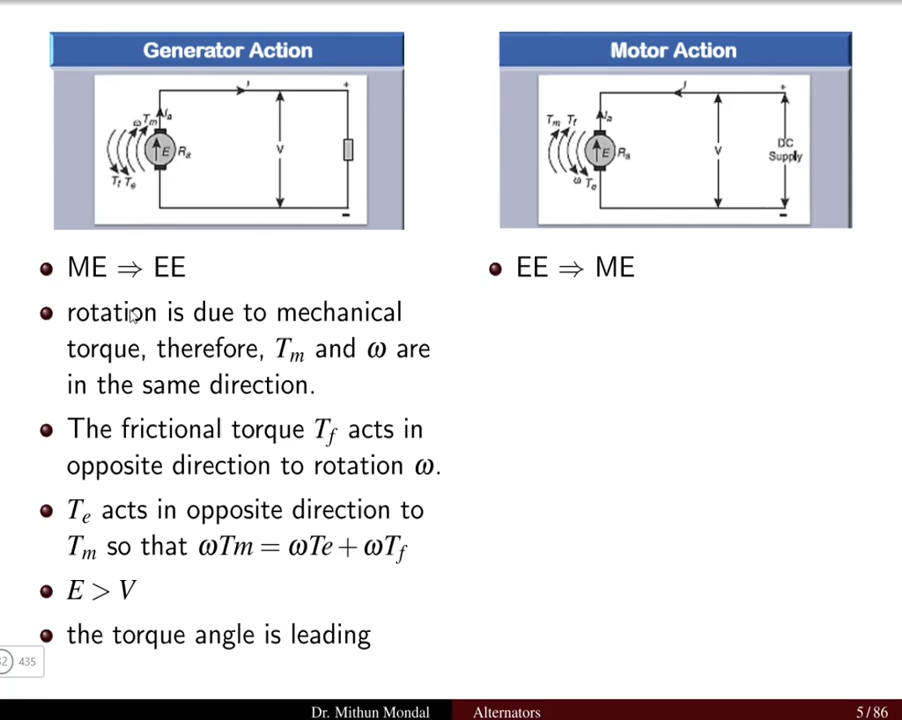 Generator Action
I
+
ω Tm Ia
E Ra
V
Tf Te
-
ME ⇒ EE
rotation is due to mechanical
torque, therefore, Tm and ω are
in the same direction.
The frictional torque Tf acts in
opposite direction to rotation ω.
Te acts in opposite direction to
Tm so that ωTm = ωTe + ωTf
E > V
the torque angle is leading
Motor Action
I
+
Tm Tf Ia
E Ra
V
DC
Supply
ω Te
-
EE ⇒ ME
435
Dr. Mithun Mondal
Alternators
5 / 86